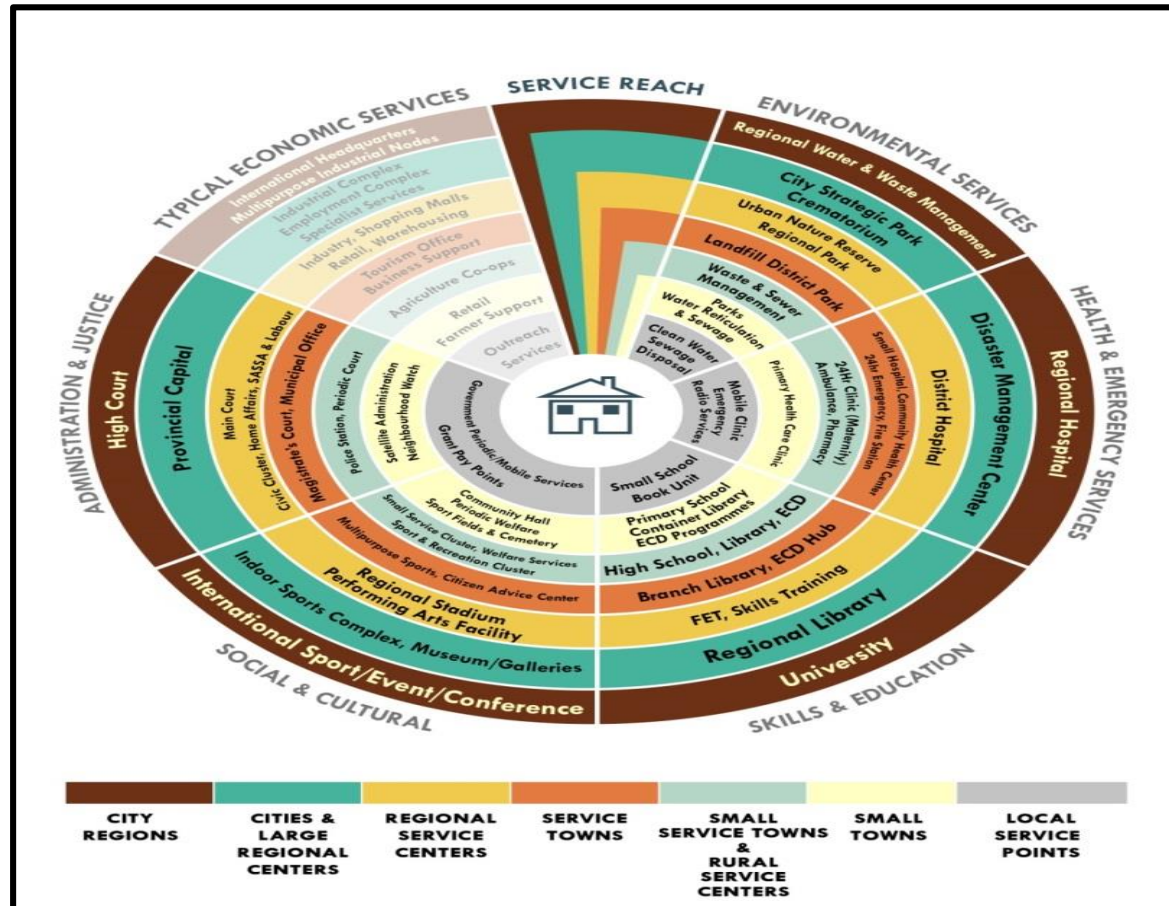 SERVICE REACH
ENVIRONMENTAL SERVICES
Regional Water & Waste Management
City Strategic Park
Crematorium
Urban Nature Reserve
Regional Park
Landfill District Park
Waste & Sewer
Management
Parks
Water Reticulation
& Sewage
Clean Water
Sewage
Disposal
HEALTH & EMERGENCY SERVICES
Regional Hospital
Disaster Management Center
District Hospital
Small Hospital, Community Health Center
24Hr Emergency, Fire Station
24Hr Clinic (Maternity)
Ambulance, Pharmacy
Primary Health Care Clinic
Mobile Clinic
Emergency
Radio Services
SKILLS & EDUCATION
University
Regional Library
FET, Skills Training
Branch Library, ECD Hub
High School, Library, ECD
Primary School
Container Library
ECD Programmes
Small School
Book Unit
SOCIAL & CULTURAL
International Sport/Event/Conference
Indoor Sports Complex, Museum/Galleries
Regional Stadium
Performing Arts Facility
Multipurpose Sports, Citizen Advice Center
Small Service Cluster, Welfare Services
Sport & Recreation Cluster
Community Hall
Periodic Welfare
Sport Fields & Cemetery
Government Periodic/Mobile Services
Grant Pay Points
ADMINISTRATION & JUSTICE
High Court
Provincial Capital
Main Court
Civic Cluster, Home Affairs, SASSA & Labour
Magistrate's Court, Municipal Office
Police Station, Periodic Court
Satellite Administration
Neighbourhood Watch
TYPICAL ECONOMIC SERVICES
International Headquarters
Multipurpose Industrial Nodes
Industrial Complex
Employment Complex
Specialist Services
Industry, Shopping Malls
Retail, Warehousing
Tourism Office
Business Support
Agriculture Co-ops
Retail
Farmer Support
Outreach
Services
CITY
REGIONS
CITIES &
LARGE
REGIONAL
CENTERS
REGIONAL
SERVICE
CENTERS
SERVICE
TOWNS
SMALL
SERVICE TOWNS
&
RURAL
SERVICE
CENTERS
SMALL
TOWNS
LOCAL
SERVICE
POINTS